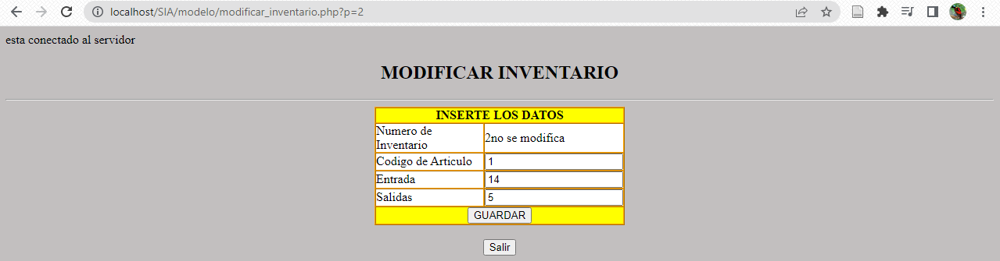 localhost/SIA/modelo/modificar_inventario.php?p=2
esta conectado al servidor
MODIFICAR INVENTARIO
INSERTE LOS DATOS
Numero de
Inventario
2no se modifica
Codigo de Articulo
1
Entrada
14
Salidas
5
GUARDAR
Salir